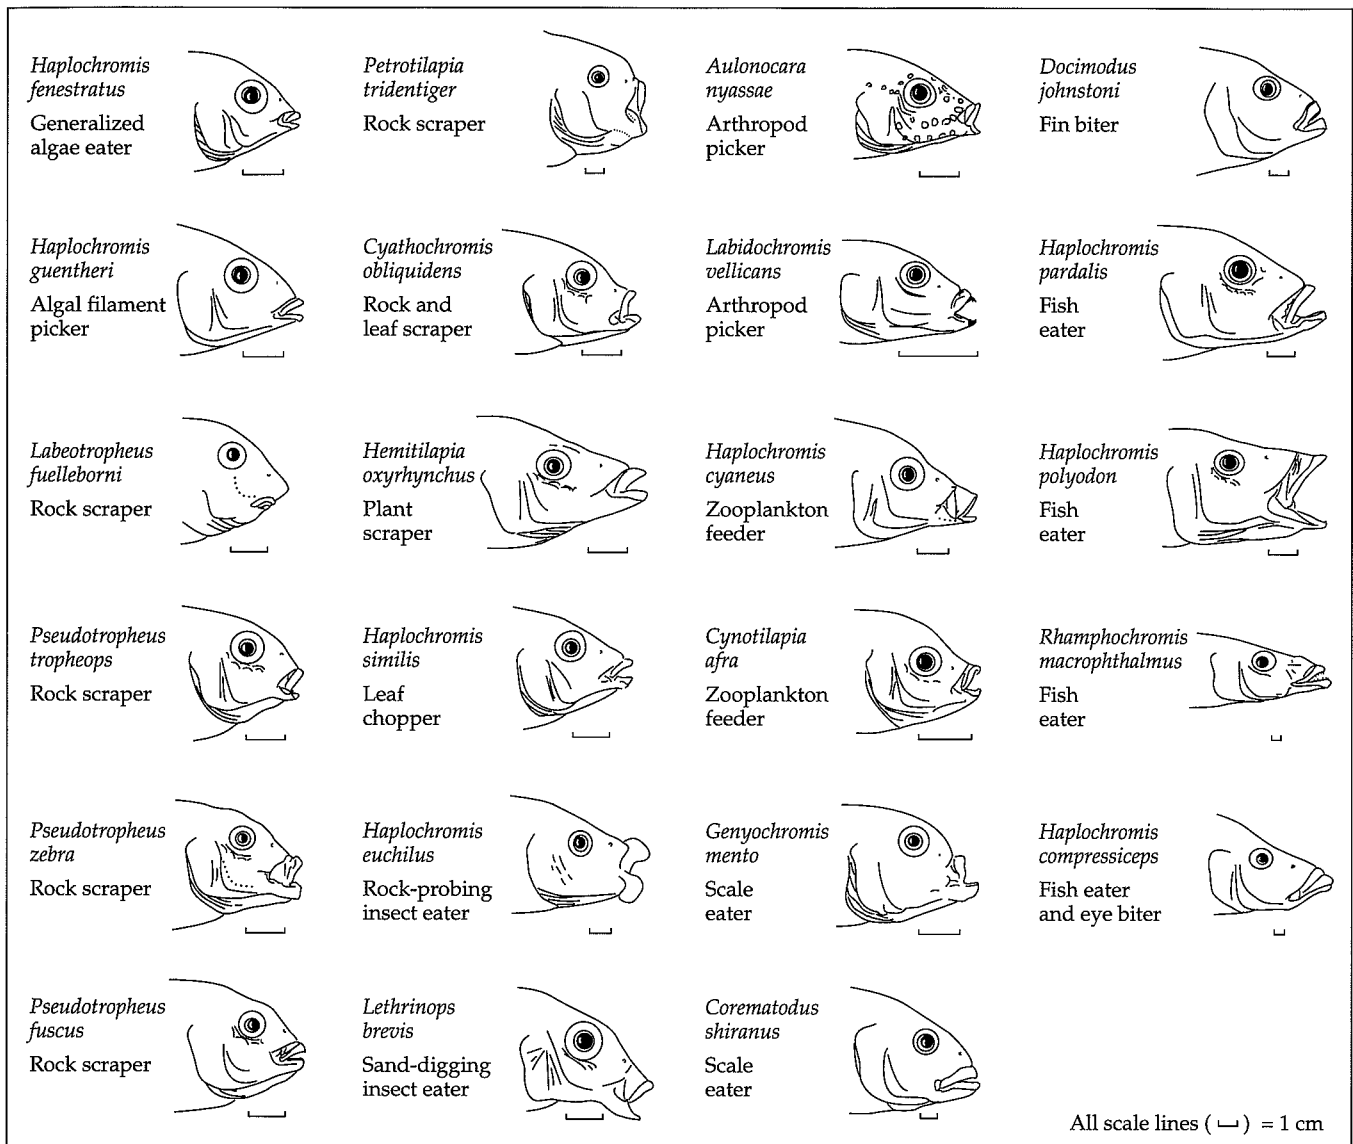 Haplochromis
fenestratus
Generalized
algae eater
Petrotilapia
tridentiger
Rock scraper
Aulonocara
nyassae
Arthropod
picker
Docimodus
johnstoni
Fin biter
Haplochromis
guentheri
Algal filament
picker
Cyathochromis
obliquidens
Rock and
leaf scraper
Labidochromis
vellicans
Arthropod
picker
Haplochromis
pardalis
Fish
eater
Labeotropheus
fuelleborni
Rock scraper
Hemitilapia
oxyrhynchus
Plant
scraper
Haplochromis
cyaneus
Zooplankton
feeder
Haplochromis
polyodon
Fish
eater
Pseudotropheus
tropheops
Rock scraper
Haplochromis
similis
Leaf
chopper
Cynotilapia
afra
Zooplankton
feeder
Rhamphochromis
macrophthalmus
Fish
eater
Pseudotropheus
zebra
Rock scraper
Haplochromis
euchilus
Rock-probing
insect eater
Genyochromis
mento
Scale
eater
Haplochromis
compressiceps
Fish eater
and eye biter
Pseudotropheus
fuscus
Rock scraper
Lethrinops
brevis
Sand-digging
insect eater
Corematodus
shiranus
Scale
eater
All scale lines ( ) = 1 cm